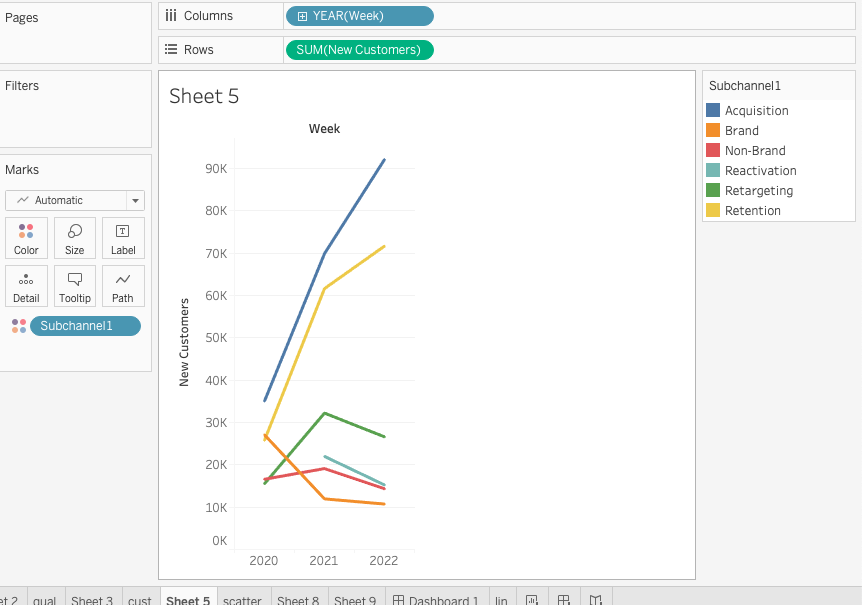 Pages
Columns
YEAR(Week)
Rows
SUM(New Customers)
Filters
Marks
Automatic
Color
Size
Label
Detail
Tooltip
Path
Subchannel1
Sheet 5
Week
New Customers
90K
80K
70K
60K
50K
40K
30K
20K
10K
0K
2020
2021
2022
Subchannel1
Acquisition
Brand
Non-Brand
Reactivation
Retargeting
Retention
et 2
qual
Sheet 3
cust
Sheet 5
scatter
Sheet 8
Sheet 9
Dashboard 1
lin